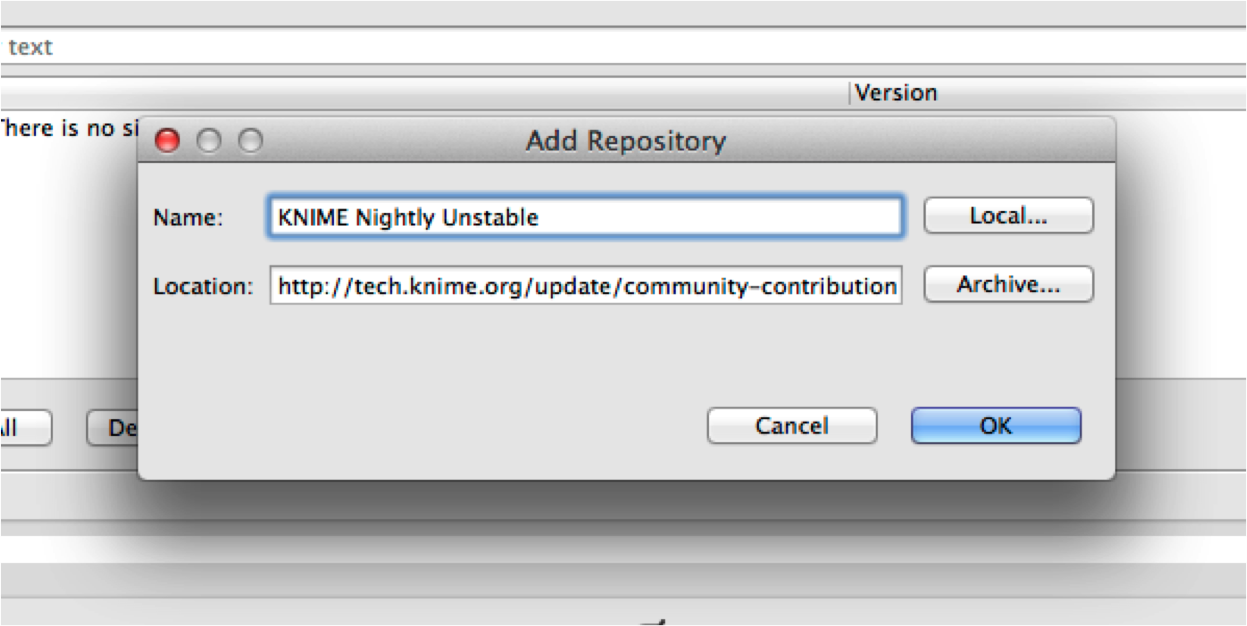 text
Version
There is no si
Add Repository
Name:
KNIME Nightly Unstable
Local...
Location:
http://tech.knime.org/update/community-contribution
Archive...
All
De
Cancel
OK